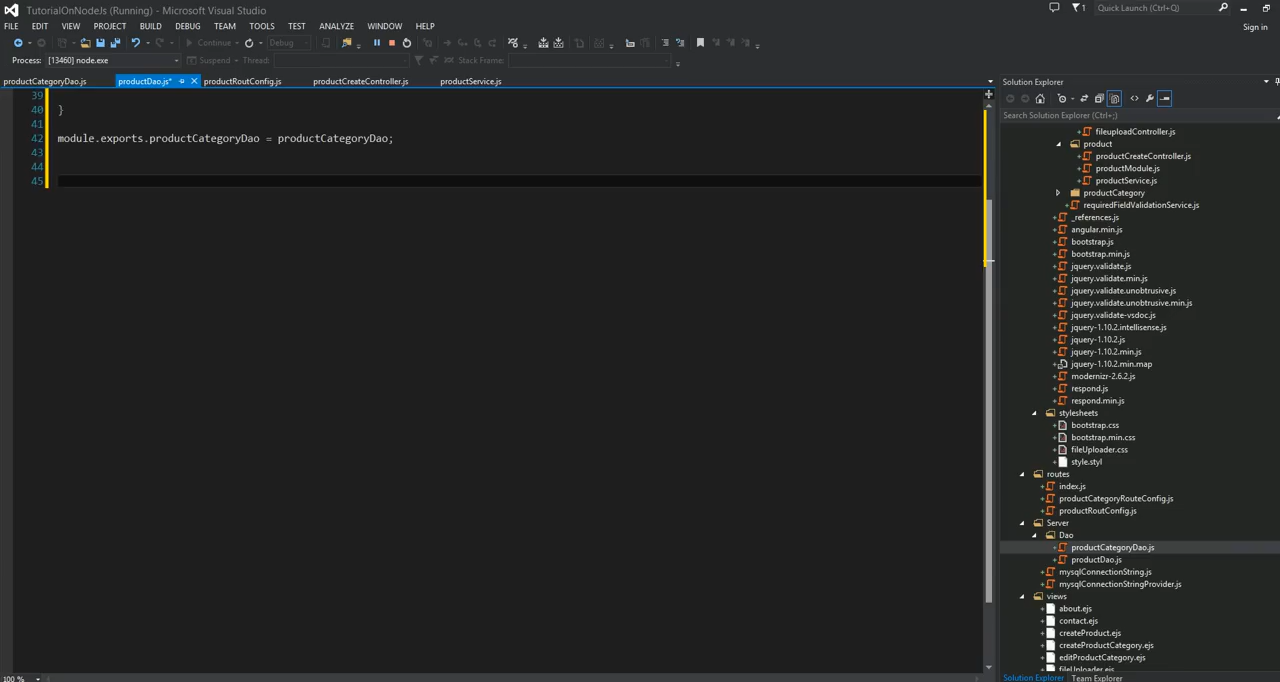 TutorialOnNodeJs (Running) - Microsoft Visual Studio
1
Quick Launch (Ctrl+Q)
FILE EDIT VIEW PROJECT BUILD DEBUG TEAM TOOLS TEST ANALYZE WINDOW HELP
Sign in
Continue Debug
Process: [13460] node.exe Suspend Thread: Stack Frame:
productCategoryDao.js productDao.js* productRoutConfig.js productCreateController.js productService.js
39
40 }
41
42 module.exports.productCategoryDao = productCategoryDao;
43
44
45
100 %
Solution Explorer
Search Solution Explorer (Ctrl+;)
fileuploadController.js
product
productCreateController.js
productModule.js
productService.js
productCategory
requiredFieldValidationService.js
_references.js
angular.min.js
bootstrap.js
bootstrap.min.js
jquery.validate.js
jquery.validate.min.js
jquery.validate.unobtrusive.js
jquery.validate.unobtrusive.min.js
jquery.validate-vsdoc.js
jquery-1.10.2.intellisense.js
jquery-1.10.2.js
jquery-1.10.2.min.js
jquery-1.10.2.min.map
modernizr-2.6.2.js
respond.js
respond.min.js
stylesheets
bootstrap.css
bootstrap.min.css
fileUploader.css
style.styl
routes
index.js
productCategoryRouteConfig.js
productRoutConfig.js
Server
Dao
productCategoryDao.js
productDao.js
mysqlConnectionString.js
mysqlConnectionStringProvider.js
views
about.ejs
contact.ejs
createProduct.ejs
createProductCategory.ejs
editProductCategory.ejs
fileUploader.ejs
Solution Explorer Team Explorer